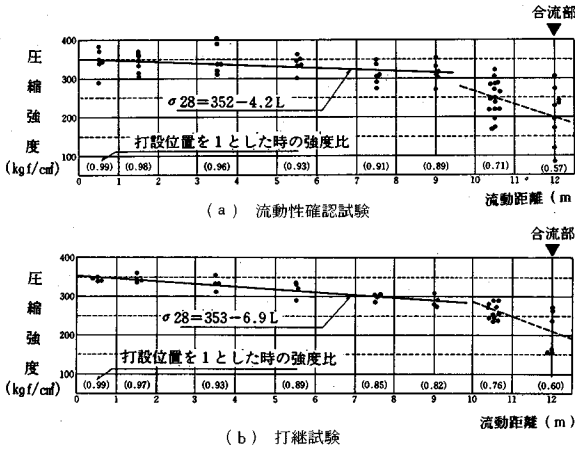 合流部
圧縮強度
(kgf/cm²)
400
300
200
100
σ28=352-4.2L
打設位置を1とした時の強度比
(0.99) (0.98) (0.96) (0.93) (0.91) (0.89) (0.71) (0.57)
0 1 2 3 4 5 6 7 8 9 10 11 12
流動距離(m
(a) 流動性確認試験
合流部
圧縮強度
(kgf/cm²)
400
300
200
100
σ28=353-6.9L
打設位置を1とした時の強度比
(0.99) (0.97) (0.93) (0.89) (0.85) (0.82) (0.76) (0.60)
0 1 2 3 4 5 6 7 8 9 10 11 12
流動距離(m)
(b) 打継試験